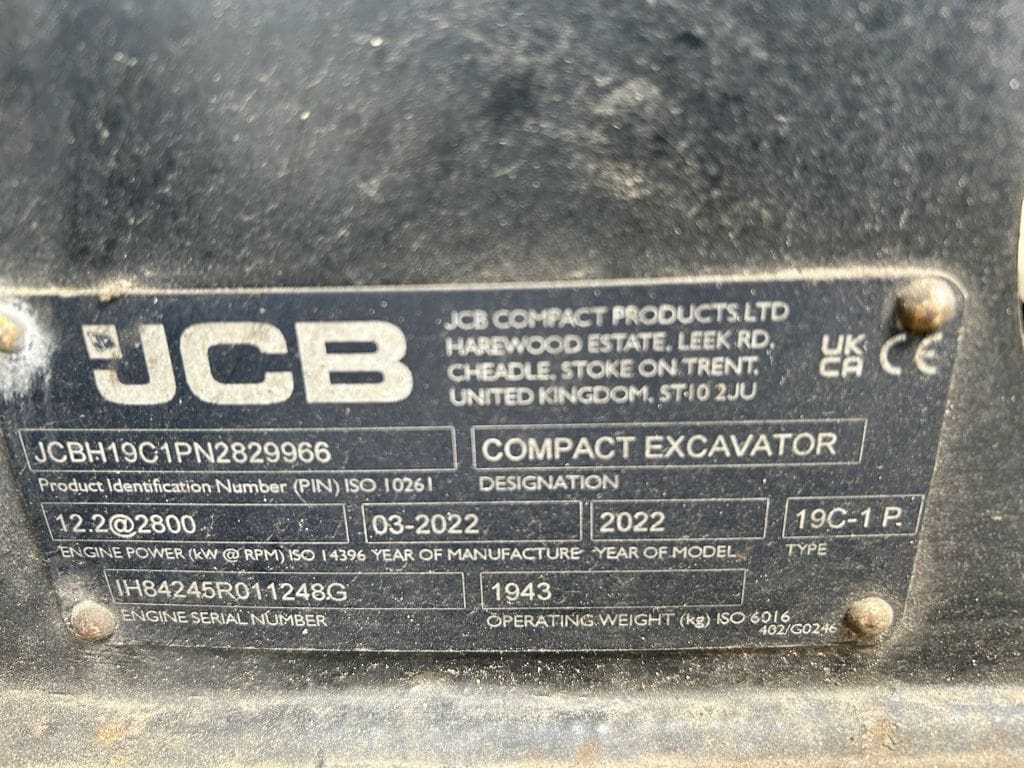 JCB
JCB COMPACT PRODUCTS LTD
HAREWOOD ESTATE, LEEK RD,
CHEADLE, STOKE ON TRENT,
UNITED KINGDOM, ST10 2JU
UK
CA CE
JCBH19C1PN2829966
COMPACT EXCAVATOR
Product Identification Number (PIN) ISO 10261
DESIGNATION
12.2@2800
03-2022
2022
19C-1 P.
ENGINE POWER (kW @ RPM) ISO 14396
YEAR OF MANUFACTURE
YEAR OF MODEL
TYPE
IH84245R011248G
1943
ENGINE SERIAL NUMBER
OPERATING WEIGHT (kg) ISO 6016
402/G0246